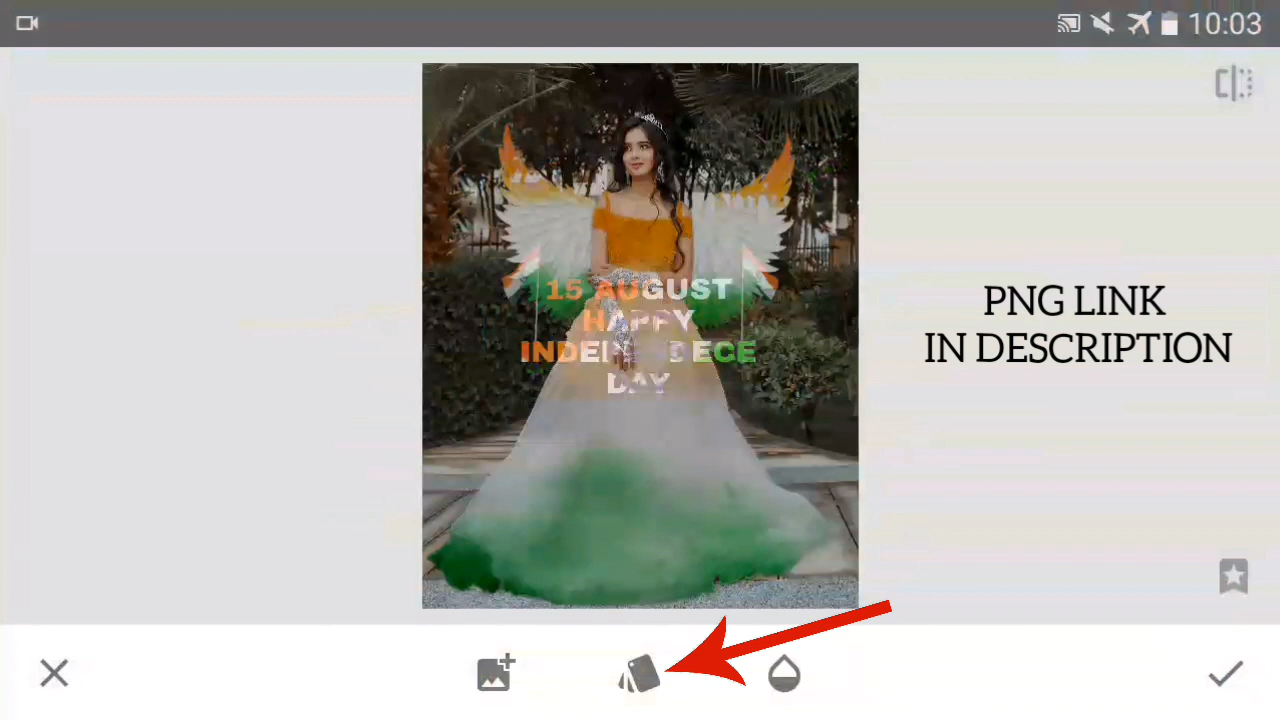 10:03
15 AUGUST
HAPPY
DAY
PNG LINK
IN DESCRIPTION